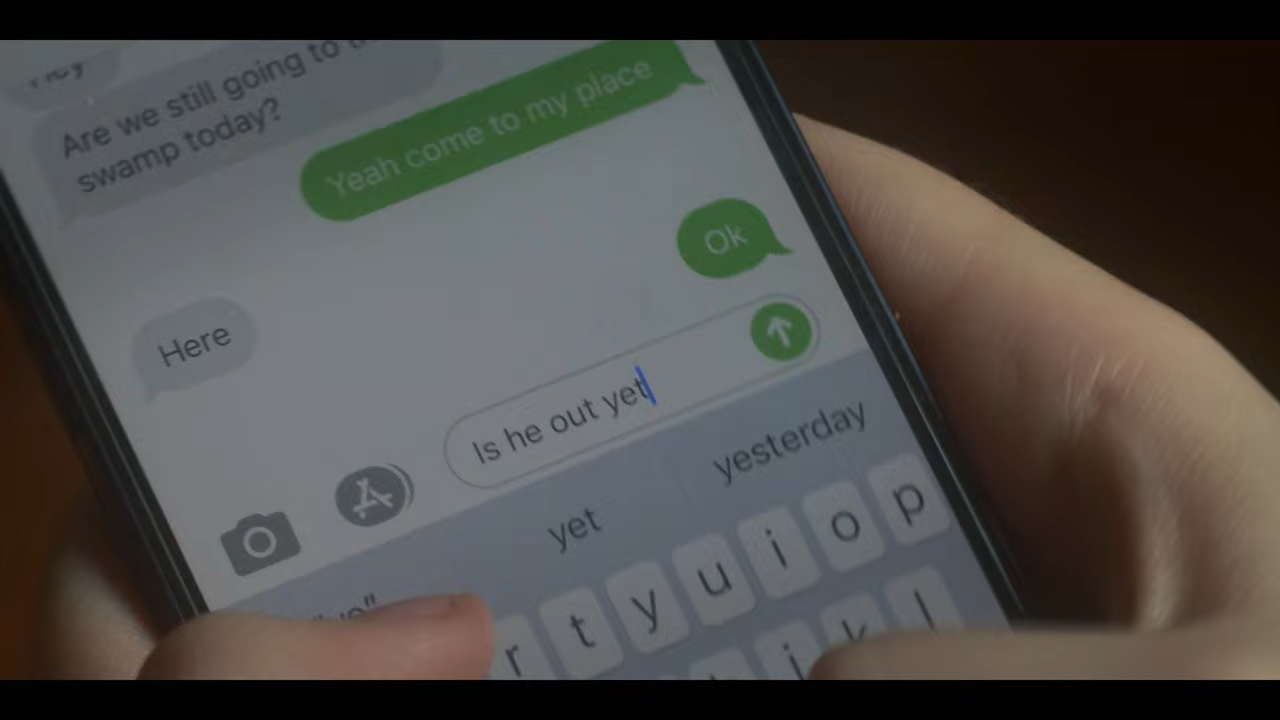 Hey
Are we still going to
swamp today?
Yeah come to my place
Ok
Here
Is he out yet
yet
yesterday
r t y u i o p
k l